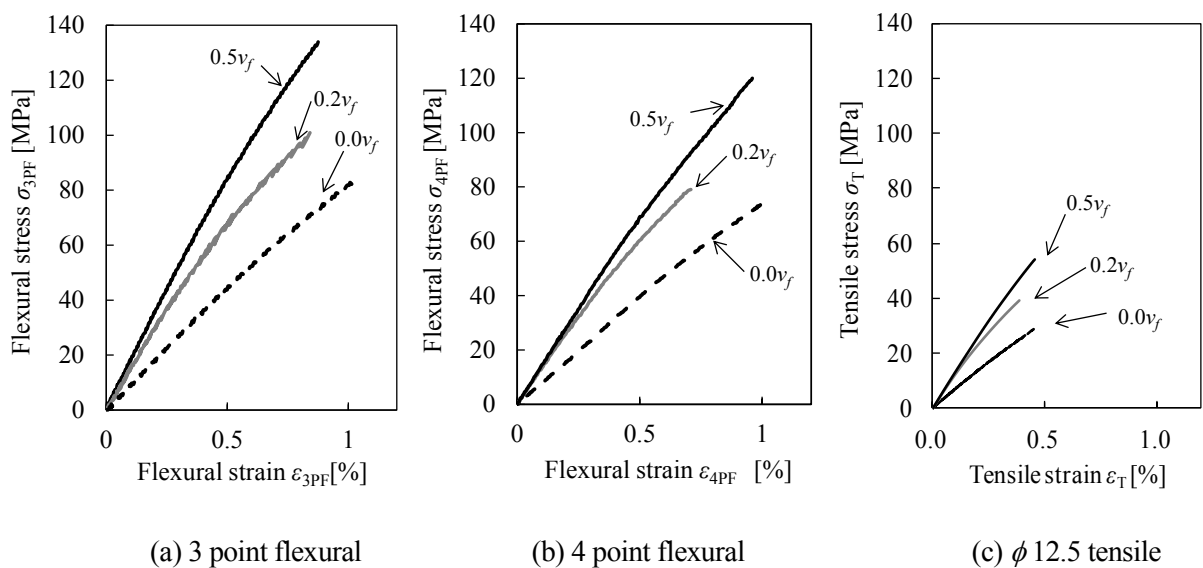 140
120
100
80
60
40
20
0
Flexural stress σ3PF [MPa]
0.5vf
0.2vf
0.0vf
0 0.5 1
Flexural strain ε3PF[%]
(a) 3 point flexural
140
120
100
80
60
40
20
0
Flexural stress σ4PF [MPa]
0.5vf
0.2vf
0.0vf
0 0.5 1
Flexural strain ε4PF [%]
(b) 4 point flexural
140
120
100
80
60
40
20
0
Tensile stress σT [MPa]
0.5vf
0.2vf
0.0vf
0.0 0.5 1.0
Tensile strain εT [%]
(c) ϕ 12.5 tensile